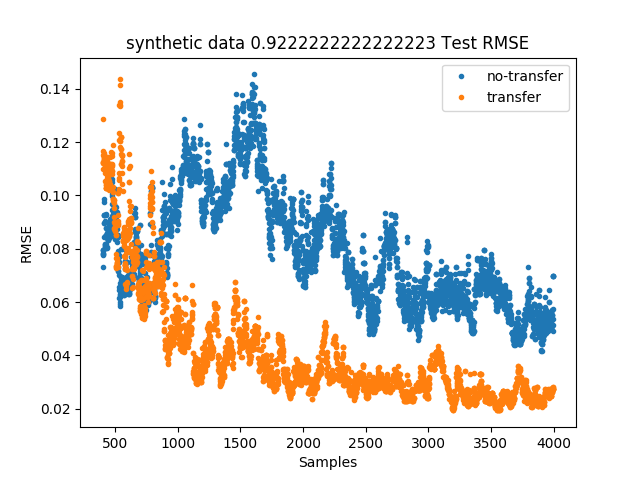 synthetic data 0.9222222222222223 Test RMSE
no-transfer
transfer
0.14
0.12
0.10
0.08
0.06
0.04
0.02
RMSE
500 1000 1500 2000 2500 3000 3500 4000
Samples